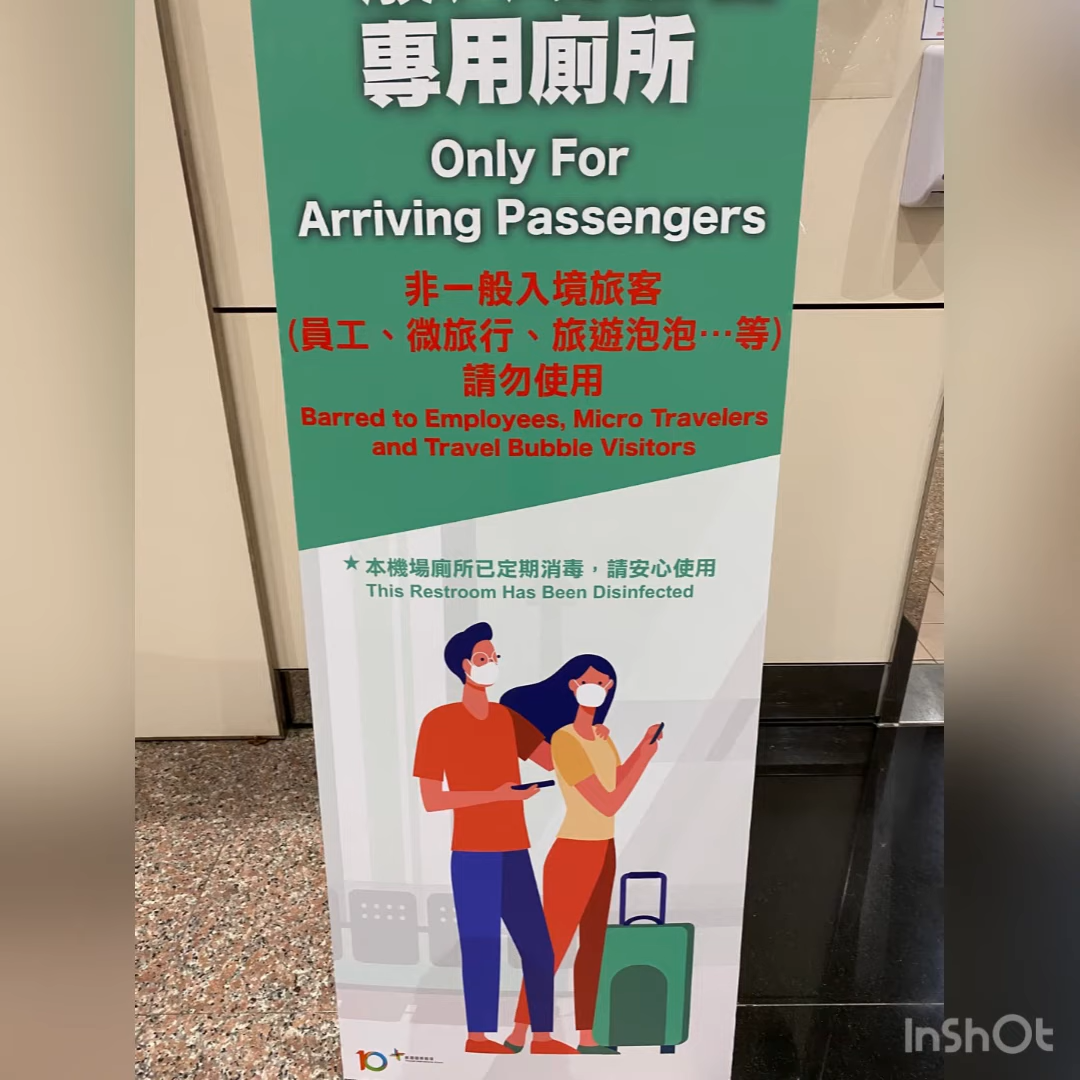 專用廁所
Only For
Arriving Passengers
非一般入境旅客
(員工、微旅行、旅遊泡泡…等)
請勿使用
Barred to Employees, Micro Travelers
and Travel Bubble Visitors
★本機場廁所已定期消毒，請安心使用
This Restroom Has Been Disinfected
10+
InShOt